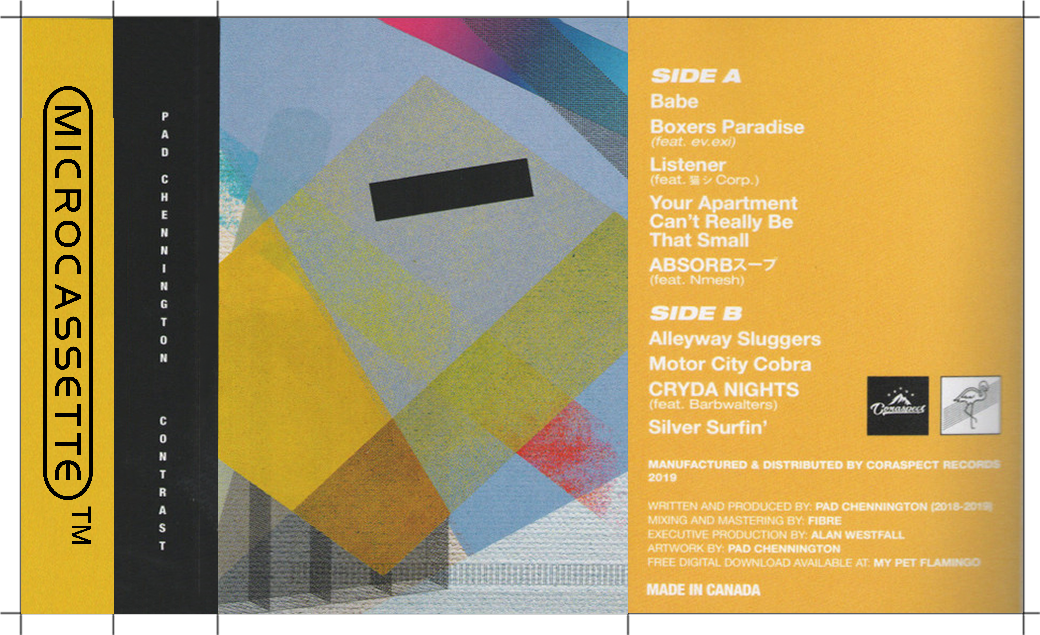 MICROCASSETTE™
PAD CHENNINGTON
CONTRAST
SIDE A
Babe
Boxers Paradise
(feat. ev.exi)
Listener
(feat. 猫シ Corp.)
Your Apartment
Can't Really Be
That Small
ABSORBスープ
(feat. Nmesh)
SIDE B
Alleyway Sluggers
Motor City Cobra
CRYDA NIGHTS
(feat. Barbwalters)
Silver Surfin'
Coraspect
MANUFACTURED & DISTRIBUTED BY CORASPECT RECORDS
2019
WRITTEN AND PRODUCED BY: PAD CHENNINGTON (2018-2019)
MIXING AND MASTERING BY: FIBRE
EXECUTIVE PRODUCTION BY: ALAN WESTFALL
ARTWORK BY: PAD CHENNINGTON
FREE DIGITAL DOWNLOAD AVAILABLE AT: MY PET FLAMINGO
MADE IN CANADA